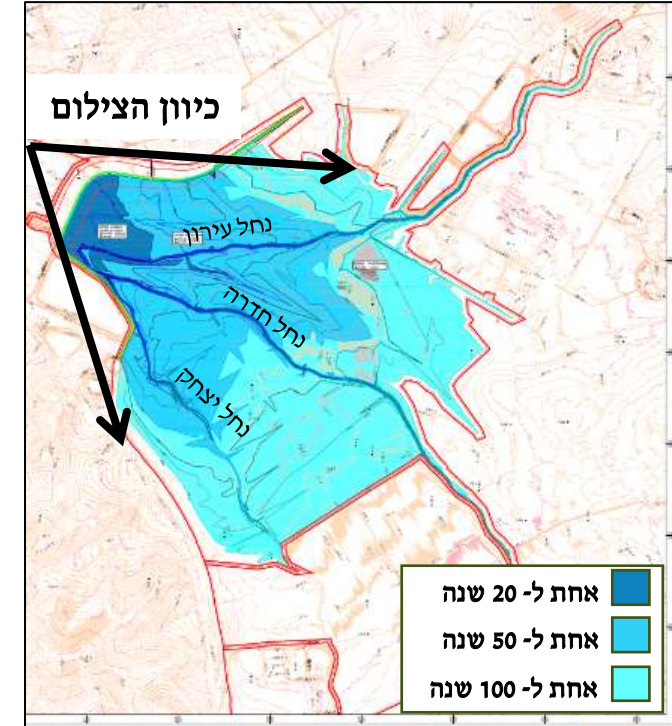 כיוון הצילום
נחל עירון
נחל חדרה
נחל יצחק
אחת ל- 20 שנה
אחת ל- 50 שנה
אחת ל- 100 שנה